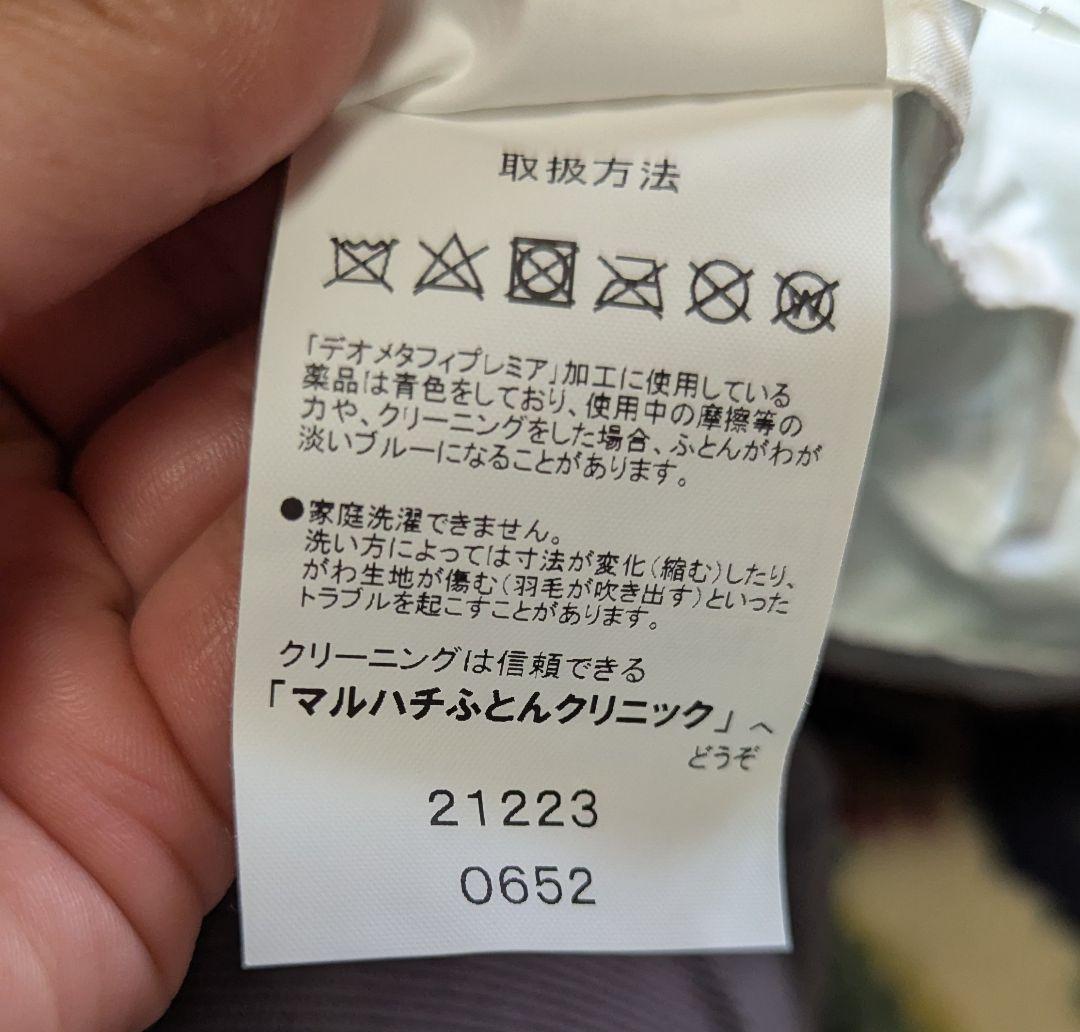 取扱方法
「デオメタフィプレミア」加工に使用している
薬品は青色をしており、使用中の摩擦等の
力や、クリーニングをした場合、ふとんがわが
淡いブルーになることがあります。
●家庭洗濯できません。
洗い方によっては寸法が変化(縮む)したり、
がわ生地が傷む(羽毛が吹き出す)といった
トラブルを起こすことがあります。
クリーニングは信頼できる
「マルハチふとんクリニック」へ
どうぞ
21223
0652